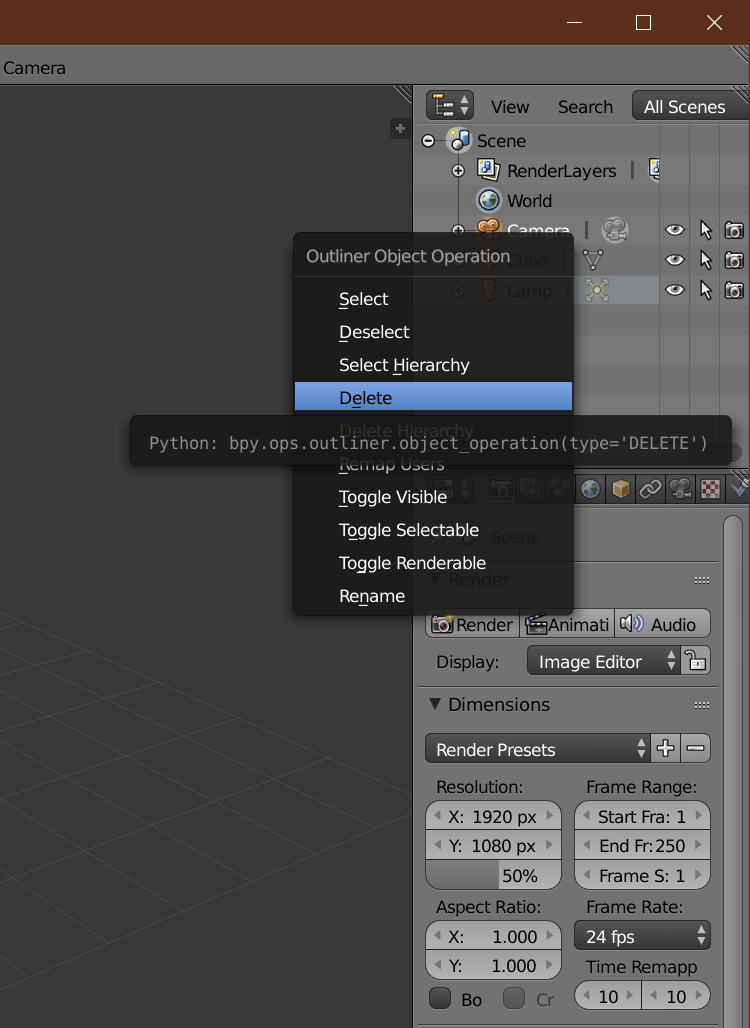 Camera
View Search All Scenes
Scene
RenderLayers
World
Camera
Outliner Object Operation
Cube
Lamp
Select
Deselect
Select Hierarchy
Delete
Delete Hierarchy
Python: bpy.ops.outliner.object_operation(type='DELETE')
Remap Users
Toggle Visible
Toggle Selectable
Scene
Toggle Renderable
Render
Rename
Render Animati Audio
Display: Image Editor
Dimensions
Render Presets
Resolution: Frame Range:
X: 1920 px Start Fra: 1
Y: 1080 px End Fr:250
50% Frame S: 1
Aspect Ratio: Frame Rate:
X: 1.000 24 fps
Y: 1.000 Time Remapp
Bo Cr 10 10